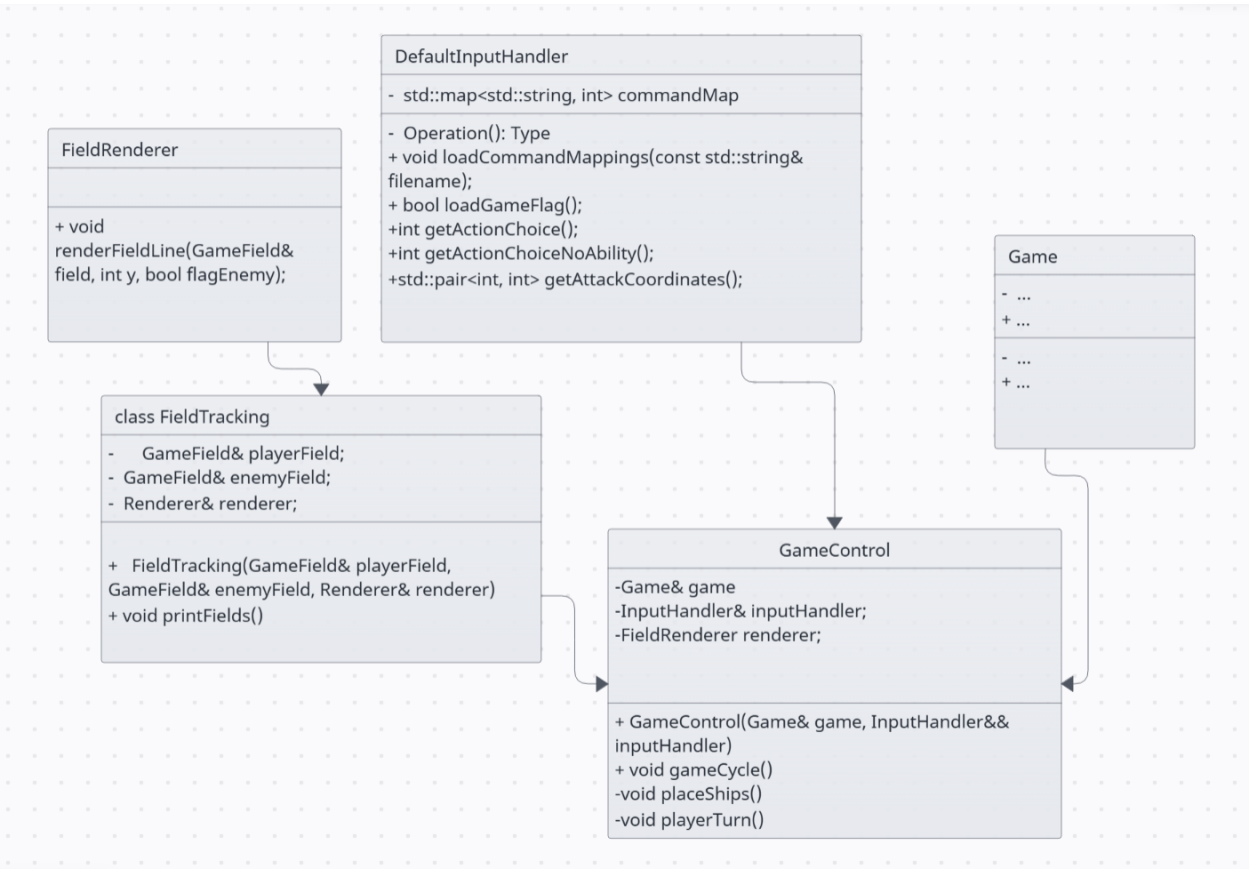 DefaultInputHandler
- std::map<std::string, int> commandMap
- Operation(): Type
+ void loadCommandMappings(const std::string&
filename);
+ bool loadGameFlag();
+int getActionChoice();
+int getActionChoiceNoAbility();
+std::pair<int, int> getAttackCoordinates();
FieldRenderer
+ void
renderFieldLine(GameField&
field, int y, bool flagEnemy);
Game
- ...
+ ...
- ...
+ ...
class FieldTracking
- GameField& playerField;
- GameField& enemyField;
- Renderer& renderer;
+ FieldTracking(GameField& playerField,
GameField& enemyField, Renderer& renderer)
+ void printFields()
GameControl
-Game& game
-InputHandler& inputHandler;
-FieldRenderer renderer;
+ GameControl(Game& game, InputHandler&&
inputHandler)
+ void gameCycle()
-void placeShips()
-void playerTurn()